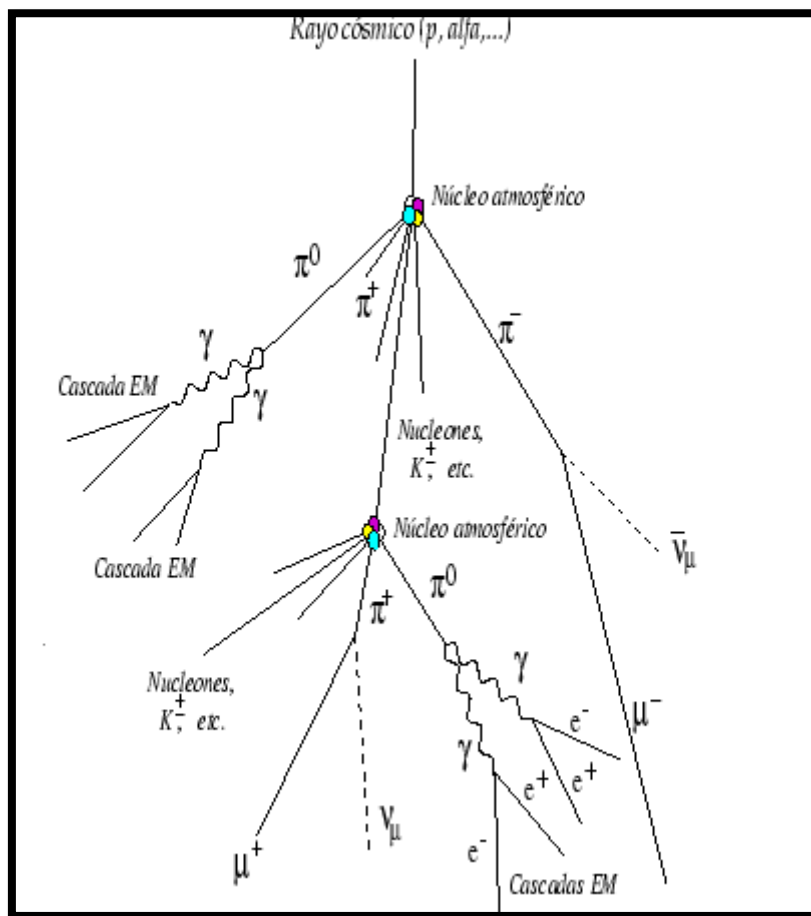 Rayo cósmico (p, alfa,...)
Núcleo atmosférico
π⁰
π⁺
π⁻
γ
Cascada EM
γ
Nucleones,
K±, etc.
Núcleo atmosférico
ν̄μ
Cascada EM
π⁰
π⁺
Nucleones,
K±, etc.
γ
μ⁻
e⁻
γ
e⁺
e⁺
νμ
μ⁺
e⁻
Cascadas EM